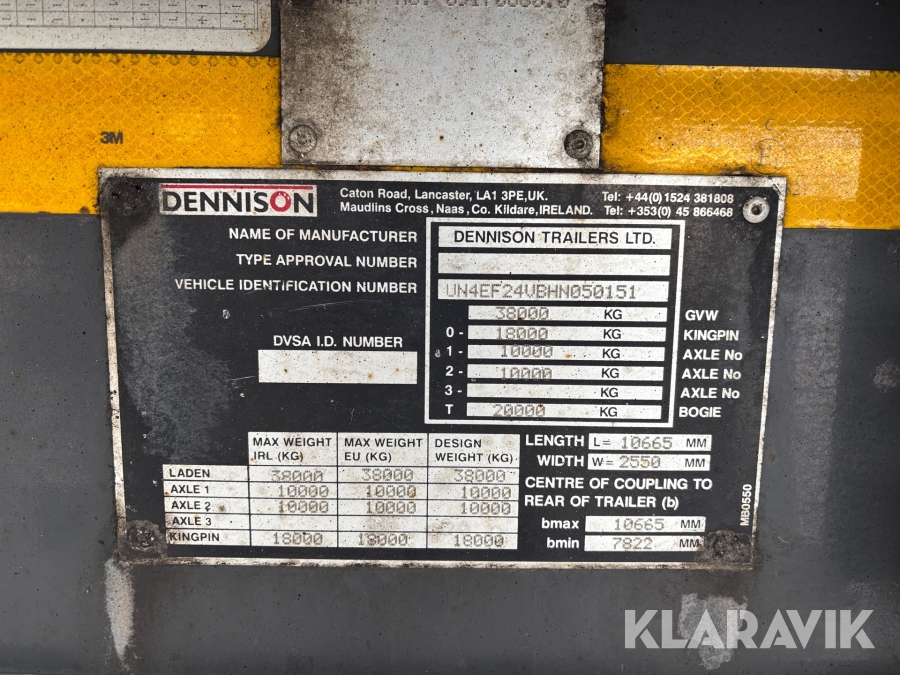 3M
DENNISON
Caton Road, Lancaster, LA1 3PE, UK. Tel: +44(0)1524 381808
Maudlins Cross, Naas, Co. Kildare, IRELAND. Tel: +353(0) 45 866468
NAME OF MANUFACTURER DENNISON TRAILERS LTD.
TYPE APPROVAL NUMBER
VEHICLE IDENTIFICATION NUMBER UN4EF24VBHN050151
38000 KG GVW
0- 18000 KG KINGPIN
DVSA I.D. NUMBER
1- 10000 KG AXLE No
2- 10000 KG AXLE No
3- KG AXLE No
T 20000 KG BOGIE
MAX WEIGHT IRL (KG) MAX WEIGHT EU (KG) DESIGN WEIGHT (KG)
LADEN 38000 38000 38000
AXLE 1 10000 10000 10000
AXLE 2 10000 10000 10000
AXLE 3
KINGPIN 18000 18000 18000
LENGTH L= 10665 MM
WIDTH W= 2550 MM
CENTRE OF COUPLING TO
REAR OF TRAILER (b)
bmax 10665 MM
bmin 7822 MM
MB0550
KLARAVIK